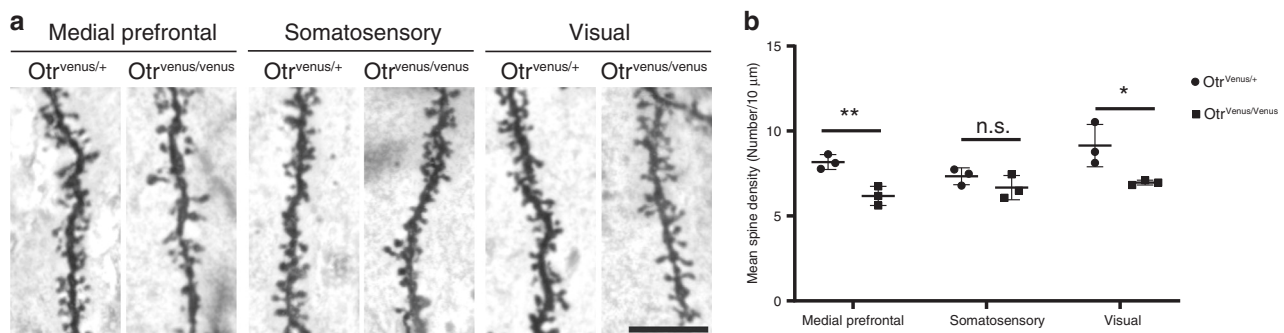 a
Medial prefrontal Somatosensory Visual
Otrvenus/+ Otrvenus/venus Otrvenus/+ Otrvenus/venus Otrvenus/+ Otrvenus/venus
b
Mean spine density (Number/10 µm)
15
10
5
0
** n.s. *
Medial prefrontal Somatosensory Visual
OtrVenus/+
OtrVenus/Venus